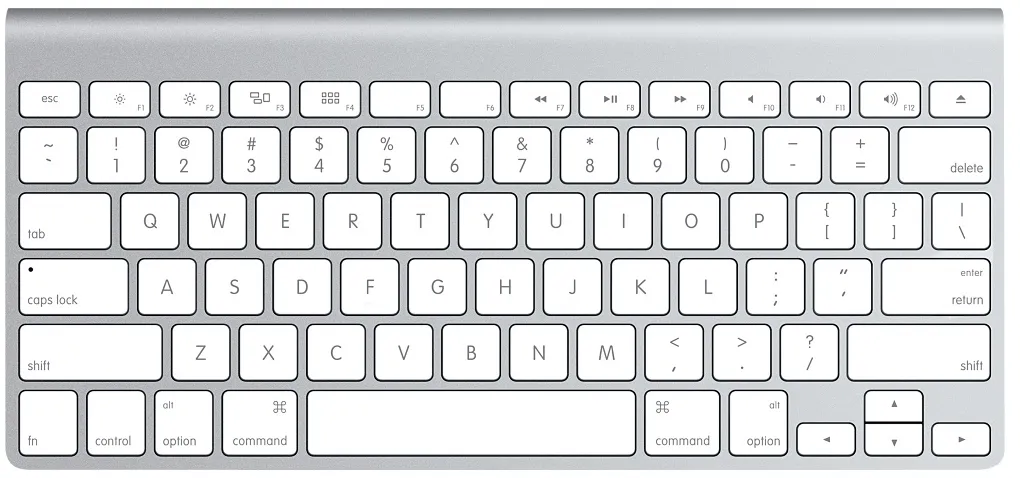 esc F1 F2 F3 F4 F5 F6 F7 F8 F9 F10 F11 F12
~ ! @ # $ % ^ & * ( ) — +
` 1 2 3 4 5 6 7 8 9 0 - = delete
tab Q W E R T Y U I O P { [ } ] | \
caps lock A S D F G H J K L : ; “ ‘ enter return
shift Z X C V B N M < , > . ? / shift
fn control alt option ⌘ command ⌘ command alt option